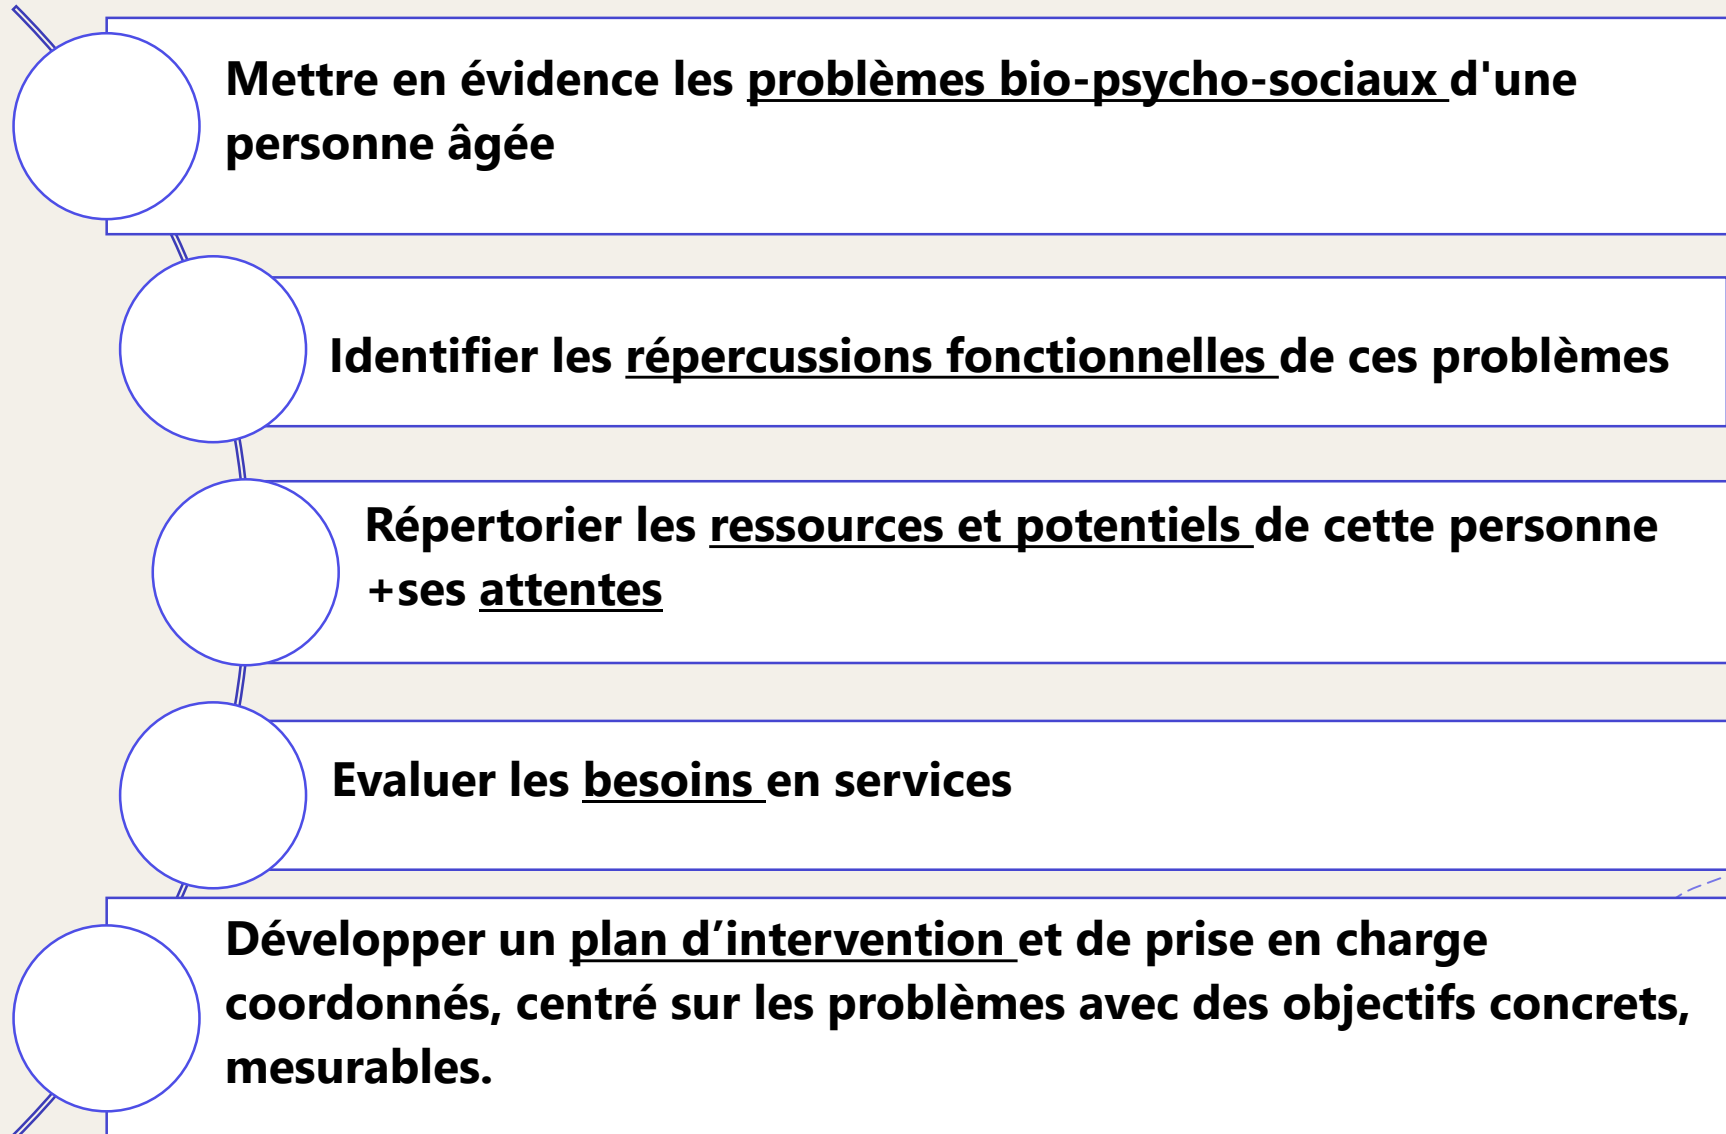 Mettre en évidence les problèmes bio-psycho-sociaux d'une
personne âgée
Identifier les répercussions fonctionnelles de ces problèmes
Répertorier les ressources et potentiels de cette personne
+ses attentes
Evaluer les besoins en services
Développer un plan d’intervention et de prise en charge
coordonnés, centré sur les problèmes avec des objectifs concrets,
mesurables.